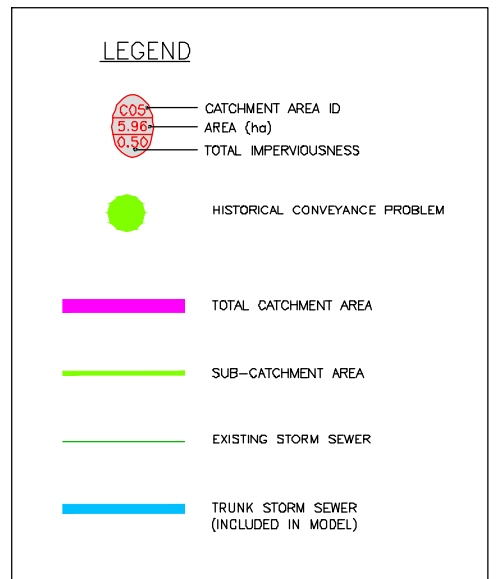 LEGEND
C05
CATCHMENT AREA ID
5.96
AREA (ha)
0.50
TOTAL IMPERVIOUSNESS
HISTORICAL CONVEYANCE PROBLEM
TOTAL CATCHMENT AREA
SUB-CATCHMENT AREA
EXISTING STORM SEWER
TRUNK STORM SEWER
(INCLUDED IN MODEL)